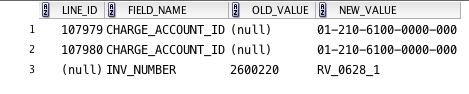 LINE_ID FIELD_NAME OLD_VALUE NEW_VALUE
1 107979 CHARGE_ACCOUNT_ID (null) 01-210-6100-0000-000
2 107980 CHARGE_ACCOUNT_ID (null) 01-210-6100-0000-000
3 (null) INV_NUMBER 2600220 RV_0628_1